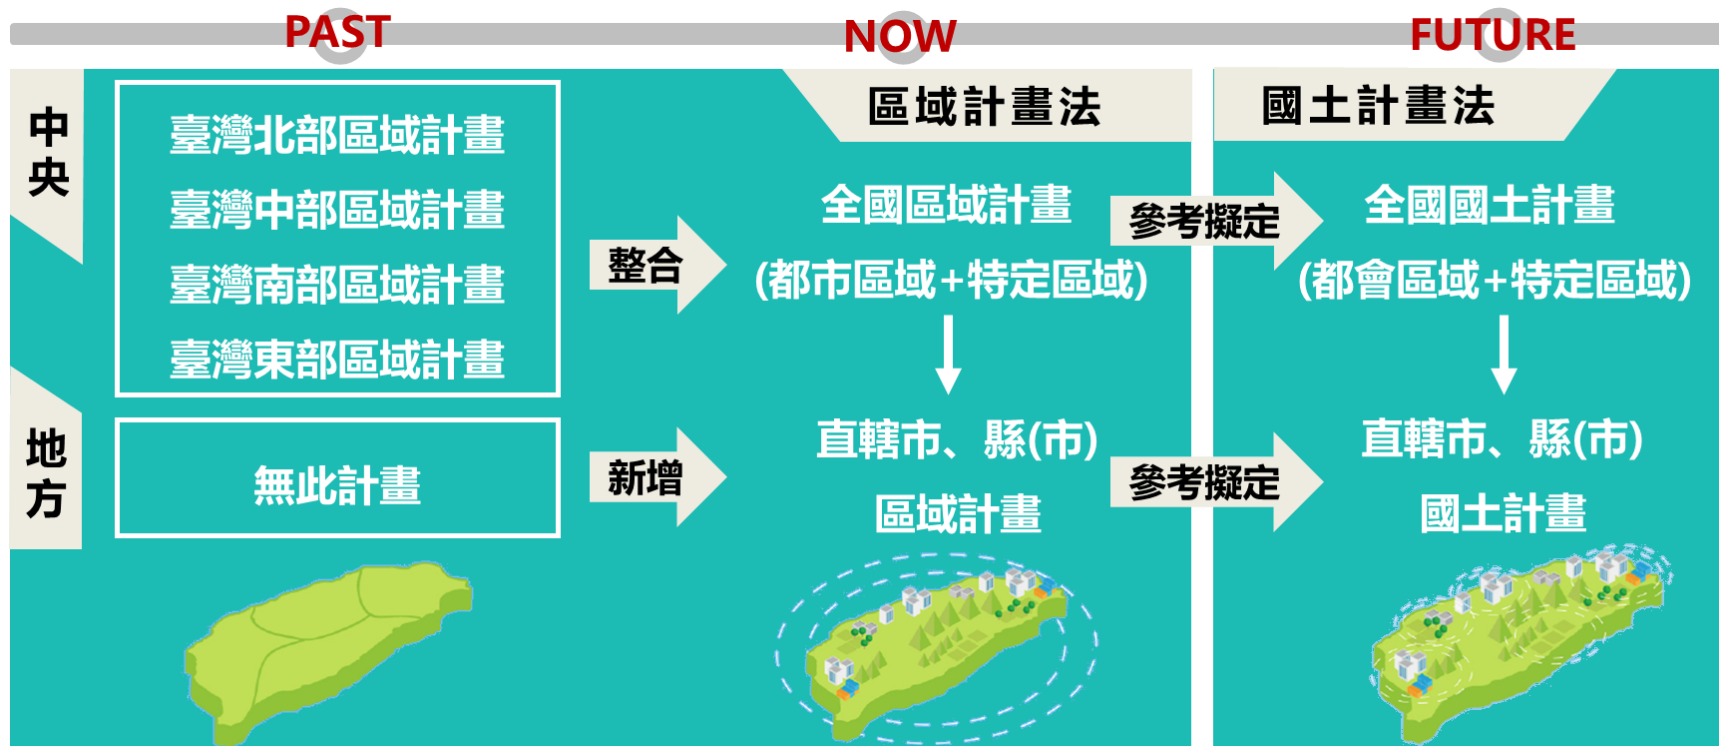 PAST
NOW
FUTURE
中央
臺灣北部區域計畫
臺灣中部區域計畫
臺灣南部區域計畫
臺灣東部區域計畫
地方
無此計畫
整合
新增
區域計畫法
全國區域計畫
(都市區域+特定區域)
直轄市、縣(市)
區域計畫
參考擬定
參考擬定
國土計畫法
全國國土計畫
(都會區域+特定區域)
直轄市、縣(市)
國土計畫